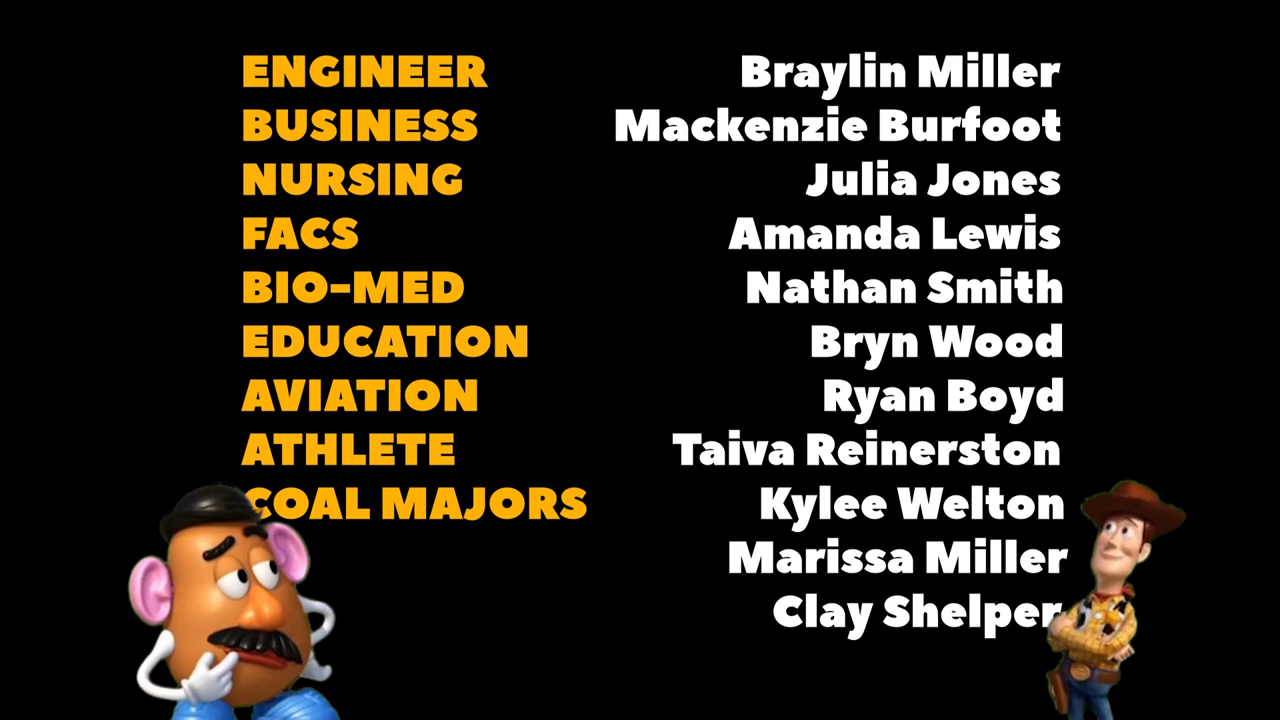 ENGINEER Braylin Miller
BUSINESS Mackenzie Burfoot
NURSING Julia Jones
FACS Amanda Lewis
BIO-MED Nathan Smith
EDUCATION Bryn Wood
AVIATION Ryan Boyd
ATHLETE Taiva Reinerston
COAL MAJORS Kylee Welton
Marissa Miller
Clay Shelper